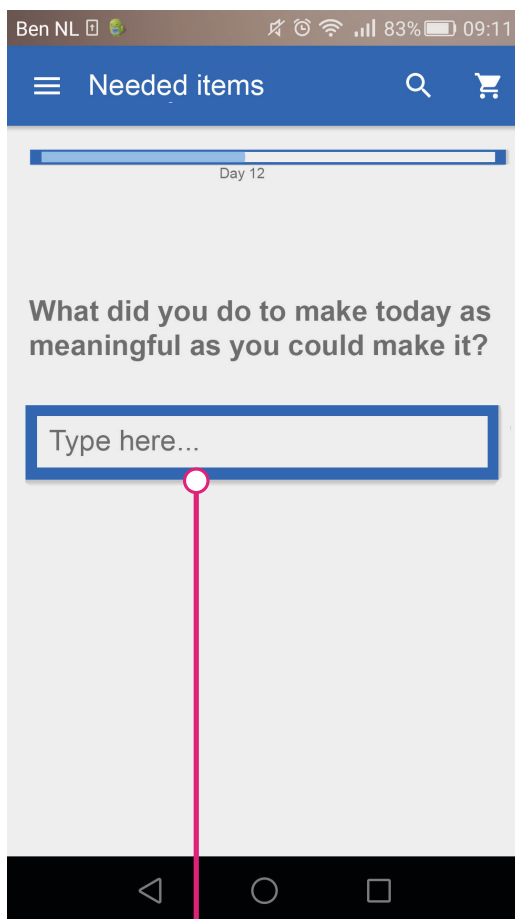 Ben NL 83% 09:11
Needed items
Day 12
What did you do to make today as
meaningful as you could make it?
Type here...